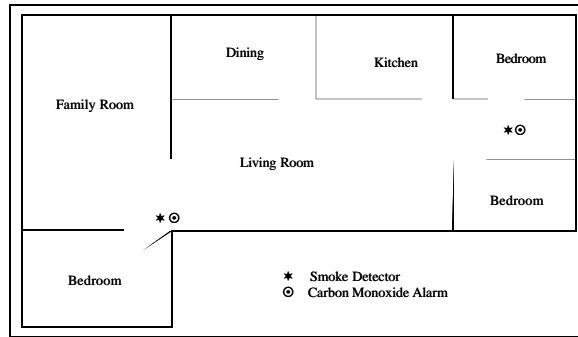 Dining
Kitchen
Bedroom
Family Room
Living Room
Bedroom
Bedroom
Smoke Detector
Carbon Monoxide Alarm